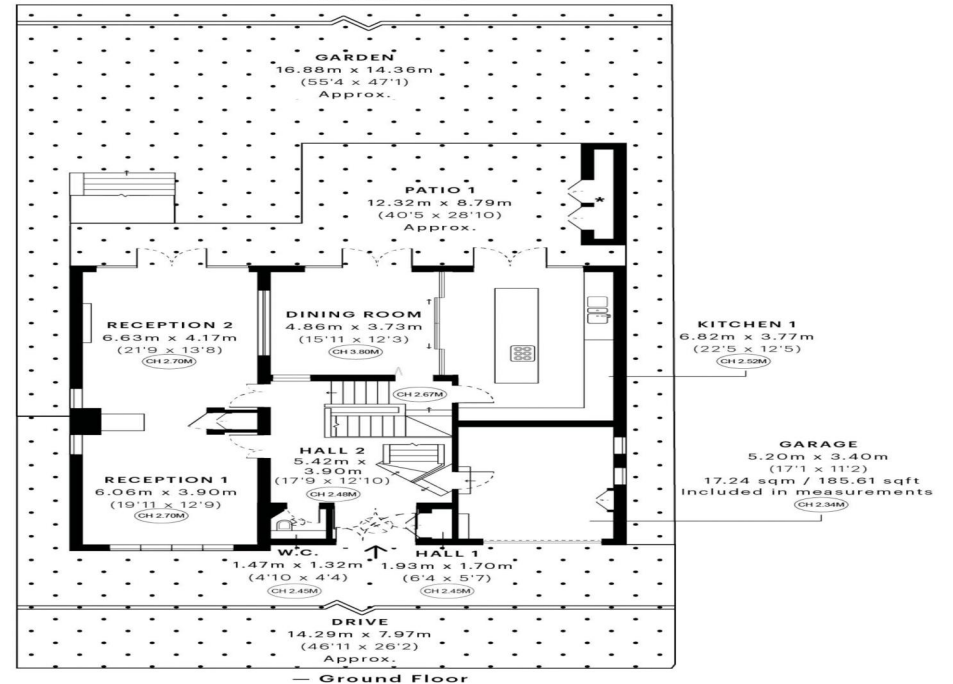 GARDEN
16.88m x 14.36m
(55'4 x 47'1)
Approx.
PATIO 1
12.32m x 8.79m
(40'5 x 28'10)
Approx.
*
RECEPTION 2
6.63m x 4.17m
(21'9 x 13'8)
CH 2.70M
DINING ROOM
4.86m x 3.73m
(15'11 x 12'3)
CH 3.80M
KITCHEN 1
6.82m x 3.77m
(22'5 x 12'5)
CH 2.52M
CH 2.67M
HALL 2
5.42m x
3.90m
(17'9 x 12'10)
CH 2.48M
GARAGE
5.20m x 3.40m
(17'1 x 11'2)
17.24 sqm / 185.61 sqft
Included in measurements
CH 2.34M
RECEPTION 1
6.06m x 3.90m
(19'11 x 12'9)
CH 2.70M
W.C.
1.47m x 1.32m
(4'10 x 4'4)
CH 2.45M
HALL 1
1.93m x 1.70m
(6'4 x 5'7)
CH 2.45M
DRIVE
14.29m x 7.97m
(46'11 x 26'2)
Approx.
— Ground Floor